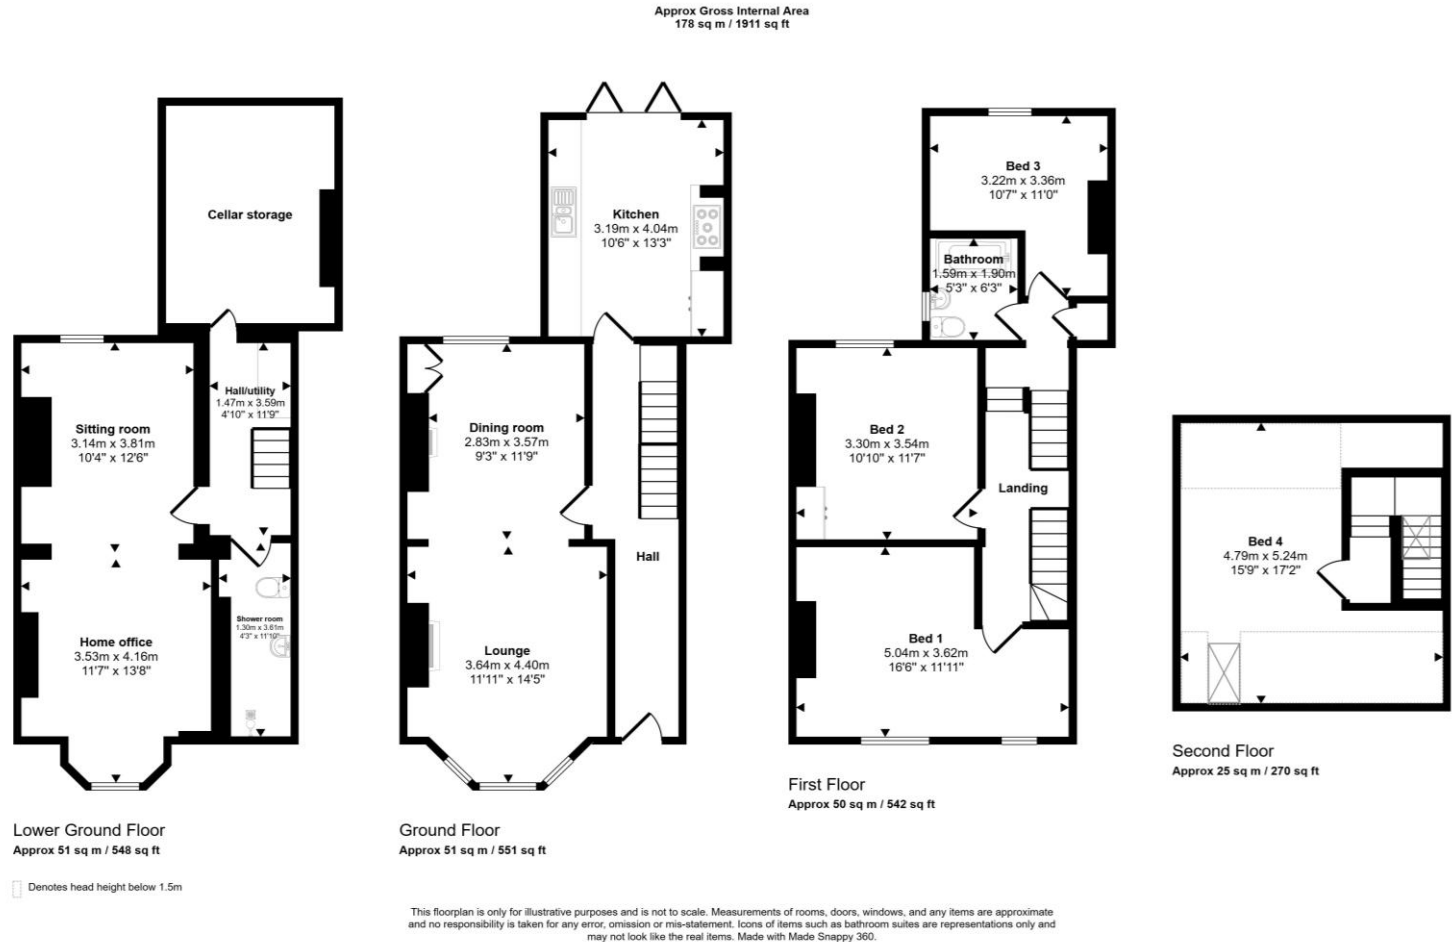 Approx Gross Internal Area
178 sq m / 1911 sq ft
Cellar storage
Hall/utility
1.47m x 3.59m
4'10" x 11'9"
Sitting room
3.14m x 3.81m
10'4" x 12'6"
Shower room
1.30m x 3.61m
4'3" x 11'10"
Home office
3.53m x 4.16m
11'7" x 13'8"
Lower Ground Floor
Approx 51 sq m / 548 sq ft
Denotes head height below 1.5m
Kitchen
3.19m x 4.04m
10'6" x 13'3"
Dining room
2.83m x 3.57m
9'3" x 11'9"
Hall
Lounge
3.64m x 4.40m
11'11" x 14'5"
Ground Floor
Approx 51 sq m / 551 sq ft
Bed 3
3.22m x 3.36m
10'7" x 11'0"
Bathroom
1.59m x 1.90m
5'3" x 6'3"
Bed 2
3.30m x 3.54m
10'10" x 11'7"
Landing
Bed 1
5.04m x 3.62m
16'6" x 11'11"
First Floor
Approx 50 sq m / 542 sq ft
Bed 4
4.79m x 5.24m
15'9" x 17'2"
Second Floor
Approx 25 sq m / 270 sq ft
This floorplan is only for illustrative purposes and is not to scale. Measurements of rooms, doors, windows, and any items are approximate
and no responsibility is taken for any error, omission or mis-statement. Icons of items such as bathroom suites are representations only and
may not look like the real items. Made with Made Snappy 360.